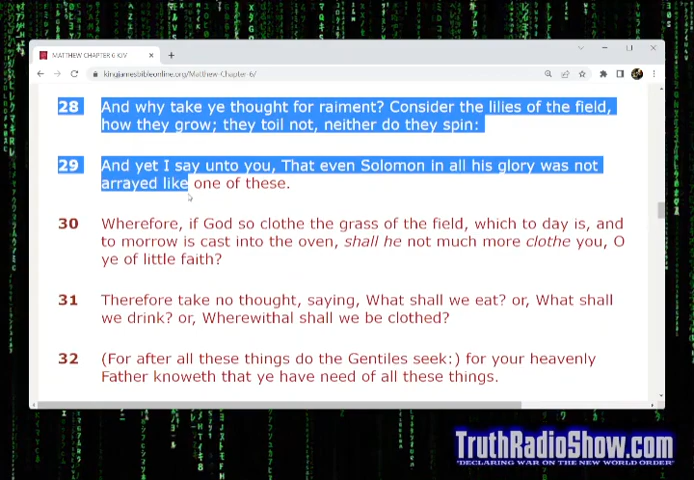 MATTHEW CHAPTER 6 KJV
kingjamesbibleonline.org/Matthew-Chapter-6/
28 And why take ye thought for raiment? Consider the lilies of the field,
how they grow; they toil not, neither do they spin:
29 And yet I say unto you, That even Solomon in all his glory was not
arrayed like one of these.
30 Wherefore, if God so clothe the grass of the field, which to day is, and
to morrow is cast into the oven, shall he not much more clothe you, O
ye of little faith?
31 Therefore take no thought, saying, What shall we eat? or, What shall
we drink? or, Wherewithal shall we be clothed?
32 (For after all these things do the Gentiles seek:) for your heavenly
Father knoweth that ye have need of all these things.
TruthRadioShow.com
"DECLARING WAR ON THE NEW WORLD ORDER"